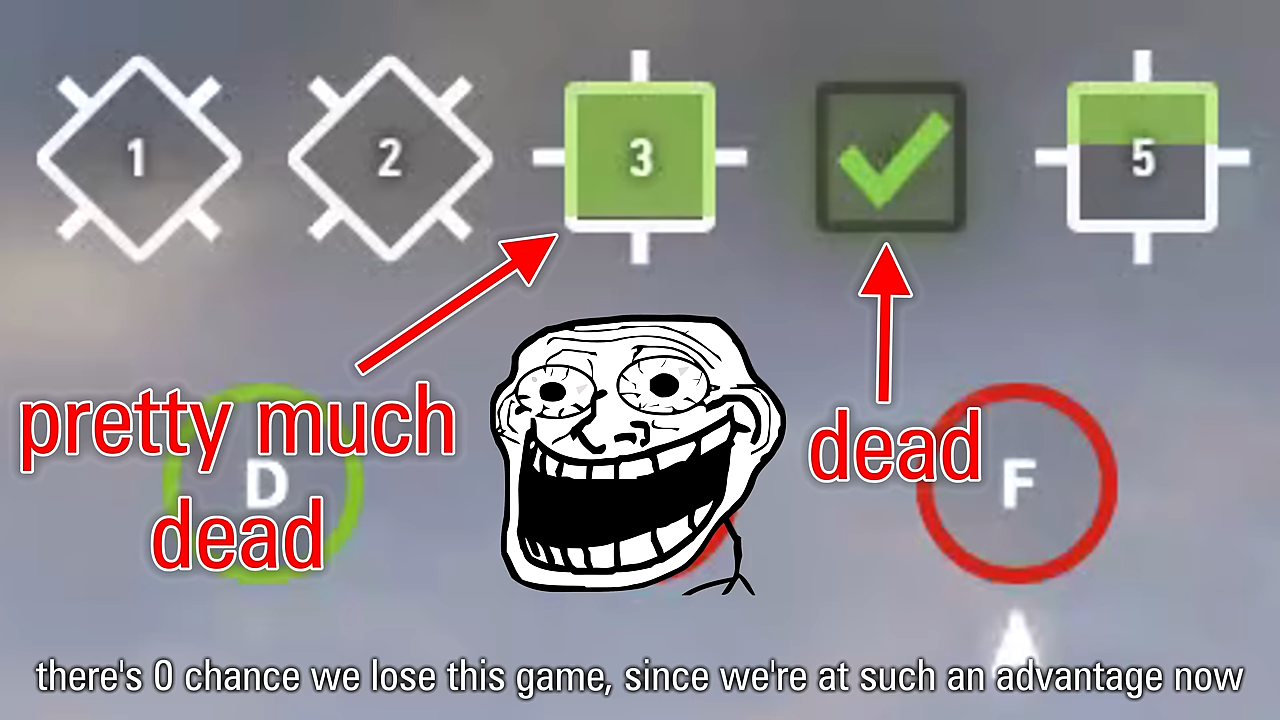 1 2 3 5
pretty much
dead
dead
D
F
there's 0 chance we lose this game, since we're at such an advantage now